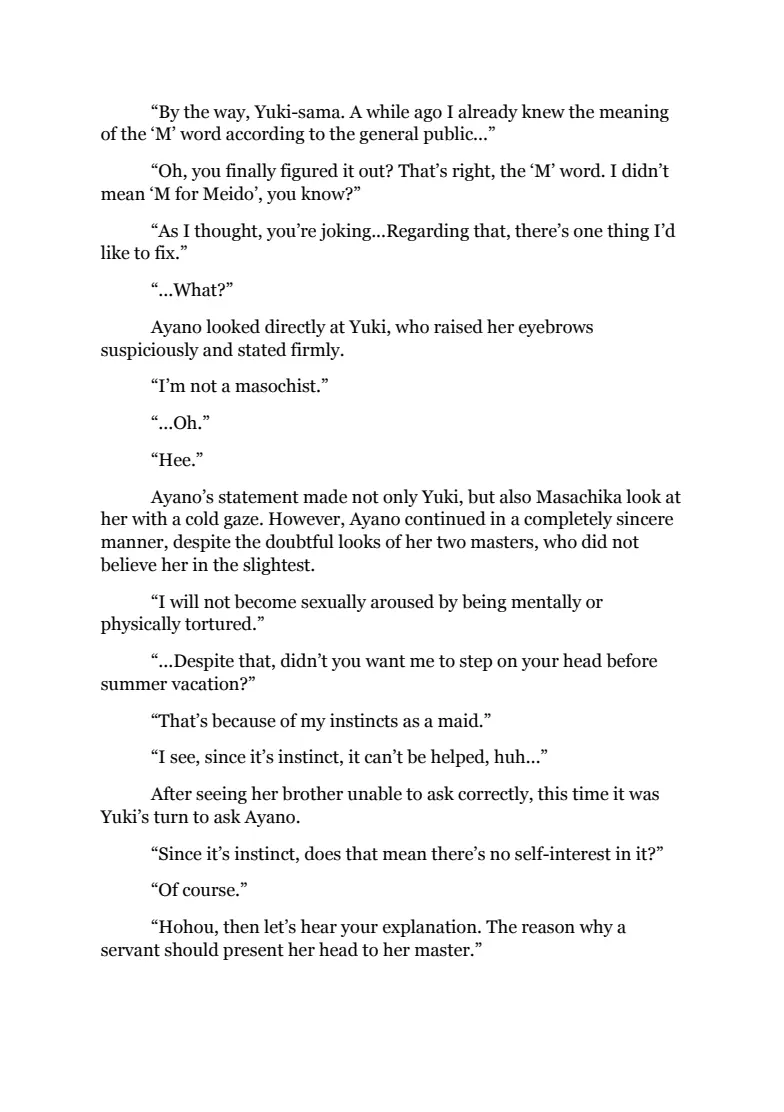 “By the way, Yuki-sama. A while ago I already knew the meaning
of the ‘M’ word according to the general public…”
“Oh, you finally figured it out? That’s right, the ‘M’ word. I didn’t
mean ‘M for Meido’, you know?”
“As I thought, you’re joking…Regarding that, there’s one thing I’d
like to fix.”
“…What?”
Ayano looked directly at Yuki, who raised her eyebrows
suspiciously and stated firmly.
“I’m not a masochist.”
“…Oh.”
“Hee.”
Ayano’s statement made not only Yuki, but also Masachika look at
her with a cold gaze. However, Ayano continued in a completely sincere
manner, despite the doubtful looks of her two masters, who did not
believe her in the slightest.
“I will not become sexually aroused by being mentally or
physically tortured.”
“…Despite that, didn’t you want me to step on your head before
summer vacation?”
“That’s because of my instincts as a maid.”
“I see, since it’s instinct, it can’t be helped, huh…”
After seeing her brother unable to ask correctly, this time it was
Yuki’s turn to ask Ayano.
“Since it’s instinct, does that mean there’s no self-interest in it?”
“Of course.”
“Hohou, then let’s hear your explanation. The reason why a
servant should present her head to her master.”